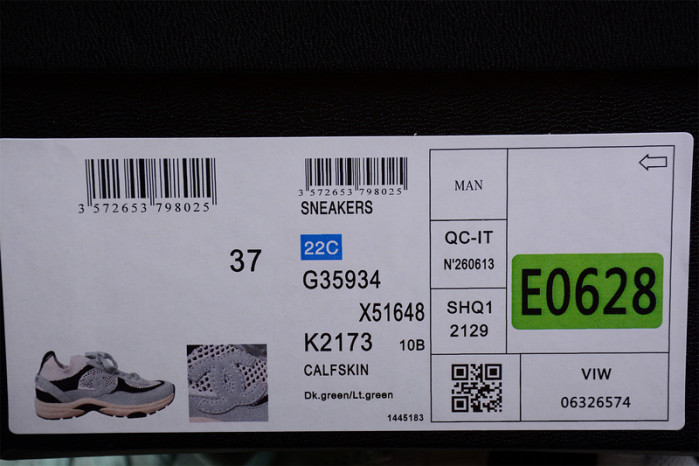 3 572653 798025
37
3 572653 798025
SNEAKERS
22C
G35934
X51648
K2173 10B
CALFSKIN
Dk.green/Lt.green
1445183
MAN
QC-IT
N'260613
SHQ1
2129
E0628
VIW
06326574